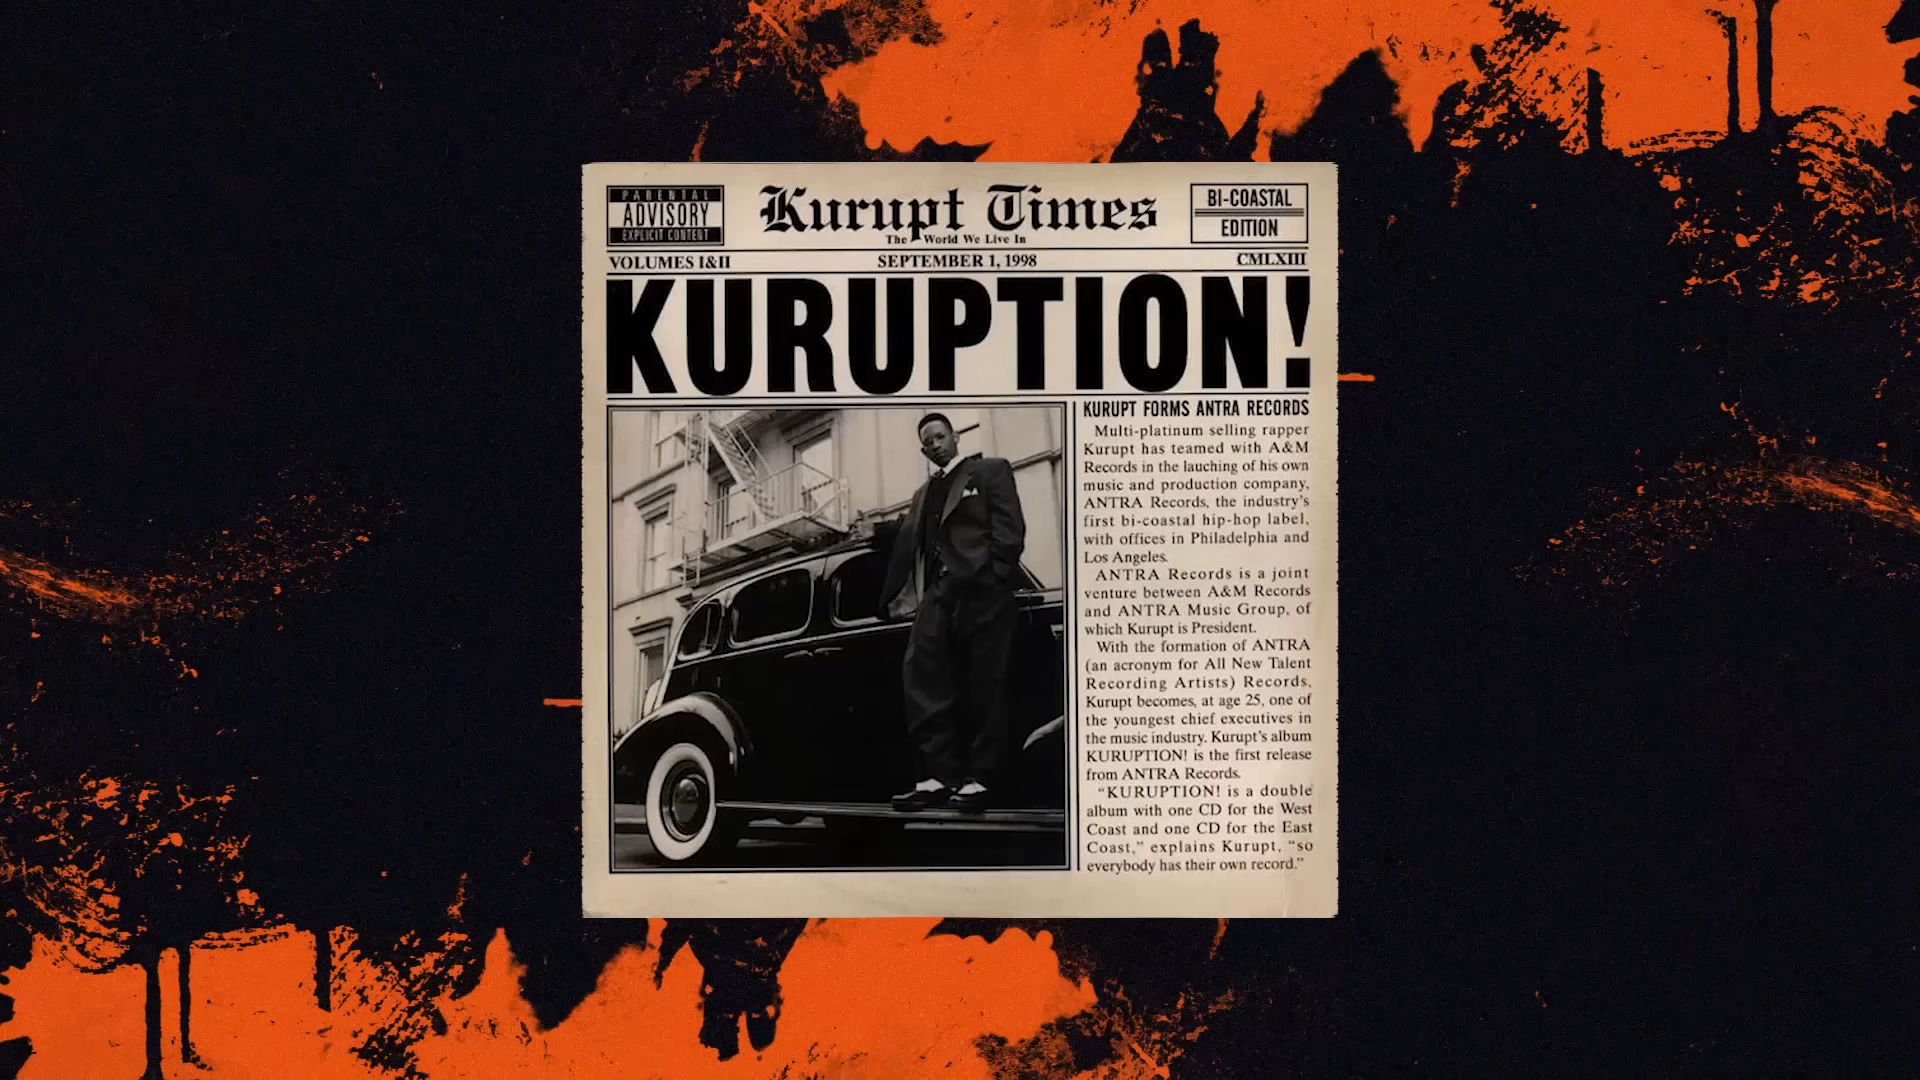 PARENTAL
ADVISORY
EXPLICIT CONTENT
Kurupt Times
The World We Live In
BI-COASTAL
EDITION
VOLUMES I&II
SEPTEMBER 1, 1998
CMLXIII
KURUPTION!
KURUPT FORMS ANTRA RECORDS
Multi-platinum selling rapper
Kurupt has teamed with A&M
Records in the lauching of his own
music and production company,
ANTRA Records, the industry's
first bi-coastal hip-hop label,
with offices in Philadelphia and
Los Angeles.
ANTRA Records is a joint
venture between A&M Records
and ANTRA Music Group, of
which Kurupt is President.
With the formation of ANTRA
(an acronym for All New Talent
Recording Artists) Records,
Kurupt becomes, at age 25, one of
the youngest chief executives in
the music industry. Kurupt's album
KURUPTION! is the first release
from ANTRA Records.
"KURUPTION! is a double
album with one CD for the West
Coast and one CD for the East
Coast," explains Kurupt, "so
everybody has their own record."